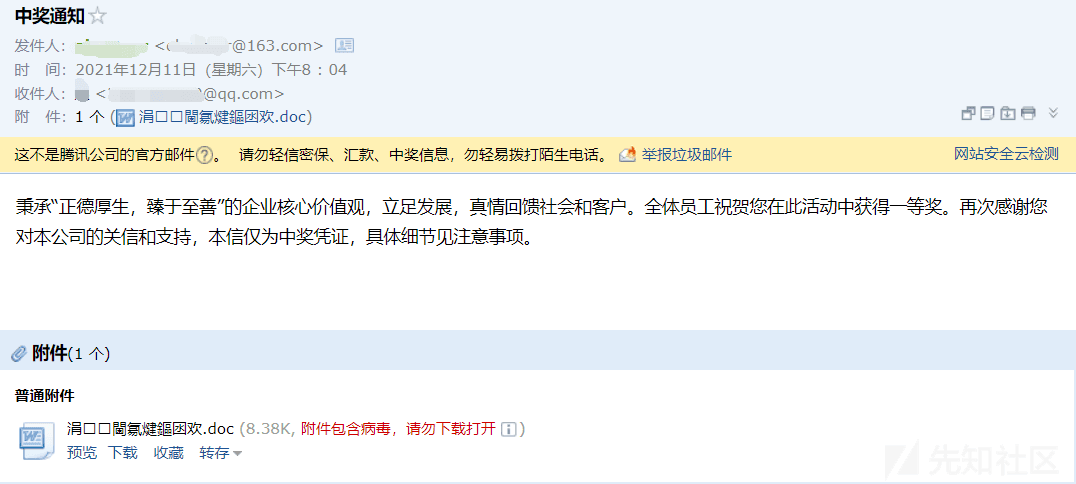 中奖通知
发件人： @163.com>
时 间： 2021年12月11日（星期六）下午8：04
收件人： @qq.com>
附 件： 1 个 (涓□□閫氱煡鏂囦欢.doc)
这不是腾讯公司的官方邮件?。 请勿轻信密保、汇款、中奖信息，勿轻易拨打陌生电话。 举报垃圾邮件 网站安全云检测
秉承“正德厚生，臻于至善”的企业核心价值观，立足发展，真情回馈社会和客户。全体员工祝贺您在此活动中获得一等奖。再次感谢您
对本公司的关信和支持，本信仅为中奖凭证，具体细节见注意事项。
附件(1 个)
普通附件
涓□□閫氱煡鏂囦欢.doc (8.38K, 附件包含病毒，请勿下载打开 )
预览 下载 收藏 转存
先知社区